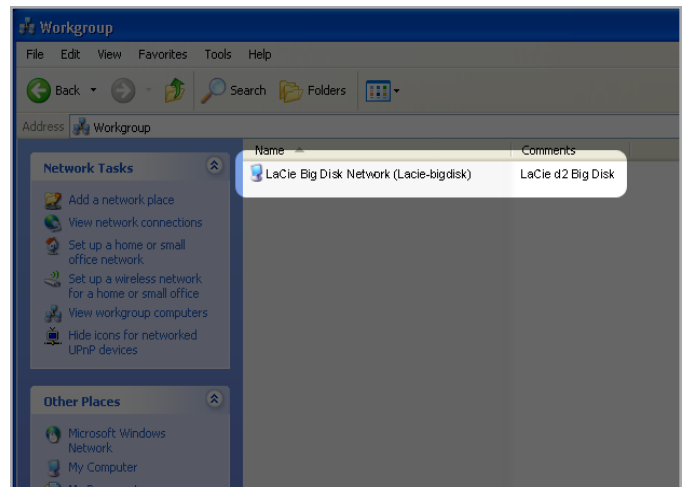 Workgroup
File Edit View Favorites Tools Help
Back Search Folders
Address Workgroup
Name Comments
LaCie Big Disk Network (Lacie-bigdisk) LaCie d2 Big Disk
Network Tasks
Add a network place
View network connections
Set up a home or small
office network
Set up a wireless network
for a home or small office
View workgroup computers
Hide icons for networked
UPnP devices
Other Places
Microsoft Windows
Network
My Computer